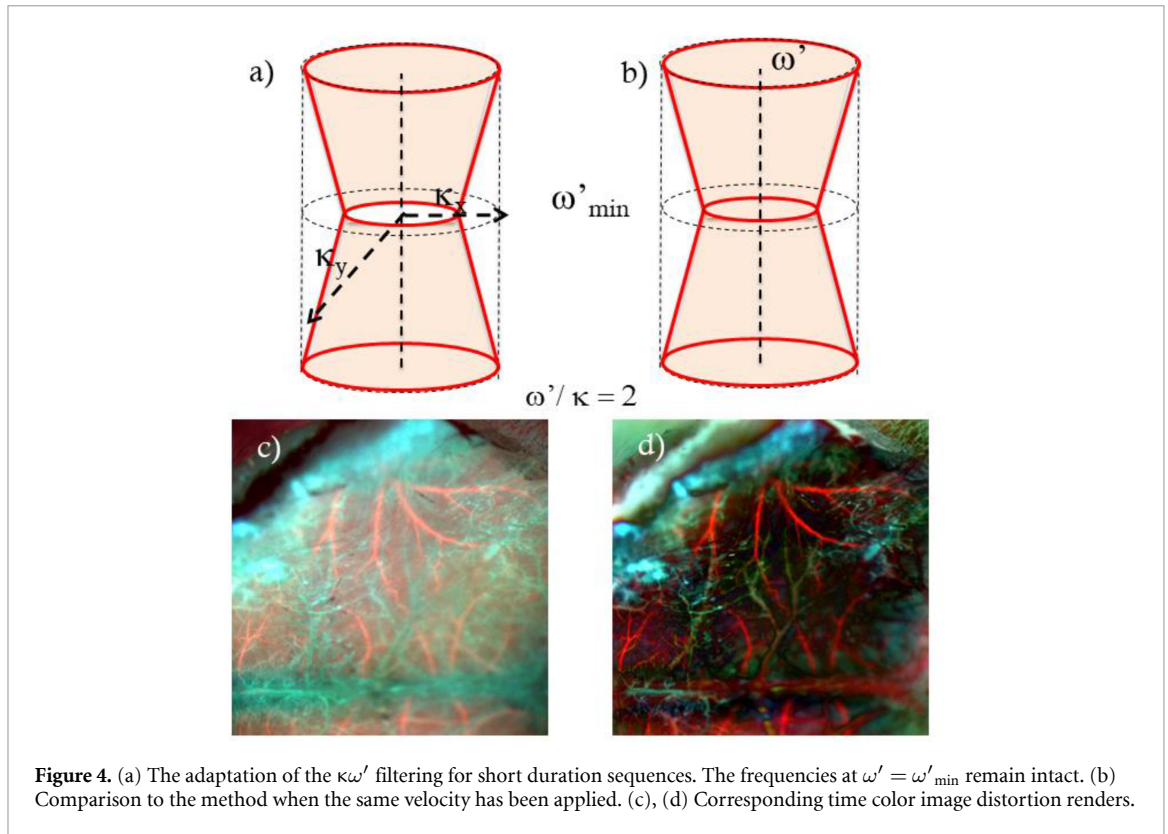 a)
b)
ω'
κx
ω'min
κy
ω'/ κ = 2
c)
d)
Figure 4. (a) The adaptation of the κω′ filtering for short duration sequences. The frequencies at ω′ = ω′min remain intact. (b)
Comparison to the method when the same velocity has been applied. (c), (d) Corresponding time color image distortion renders.